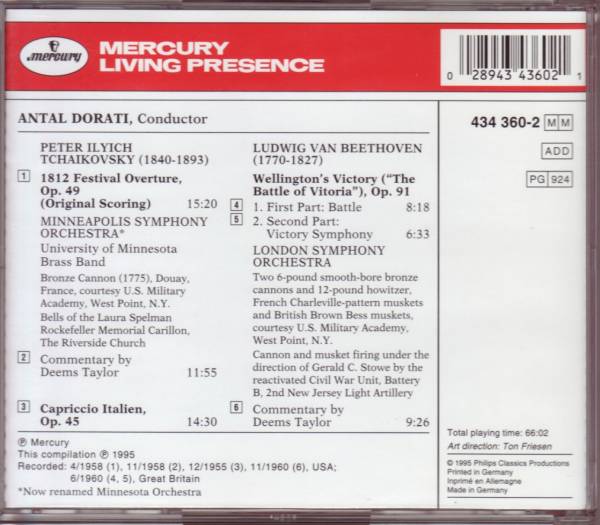 mercury
MERCURY
LIVING PRESENCE
0 28943 43602 1
ANTAL DORATI, Conductor
434 360-2 M M
ADD
PG 924
PETER ILYICH
TCHAIKOVSKY (1840-1893)
1 1812 Festival Overture,
Op. 49
(Original Scoring) 15:20
MINNEAPOLIS SYMPHONY
ORCHESTRA*
University of Minnesota
Brass Band
Bronze Cannon (1775), Douay,
France, courtesy U.S. Military
Academy, West Point, N.Y.
Bells of the Laura Spelman
Rockefeller Memorial Carillon,
The Riverside Church
2 Commentary by
Deems Taylor 11:55
3 Capriccio Italien,
Op. 45 14:30
LUDWIG VAN BEETHOVEN
(1770-1827)
Wellington's Victory ("The
Battle of Vitoria"), Op. 91
4 1. First Part: Battle 8:18
5 2. Second Part:
Victory Symphony 6:33
LONDON SYMPHONY
ORCHESTRA
Two 6-pound smooth-bore bronze
cannons and 12-pound howitzer,
French Charleville-pattern muskets
and British Brown Bess muskets,
courtesy U.S. Military Academy,
West Point, N.Y.
Cannon and musket firing under the
direction of Gerald C. Stowe by the
reactivated Civil War Unit, Battery
B, 2nd New Jersey Light Artillery
6 Commentary by
Deems Taylor 9:26
℗ Mercury
This compilation ℗ 1995
Recorded: 4/1958 (1), 11/1958 (2), 12/1955 (3), 11/1960 (6), USA;
6/1960 (4, 5), Great Britain
*Now renamed Minnesota Orchestra
Total playing time: 66:02
Art direction: Ton Friesen
© 1995 Philips Classics Productions
Printed in Germany
Imprimé en Allemagne
Made in Germany